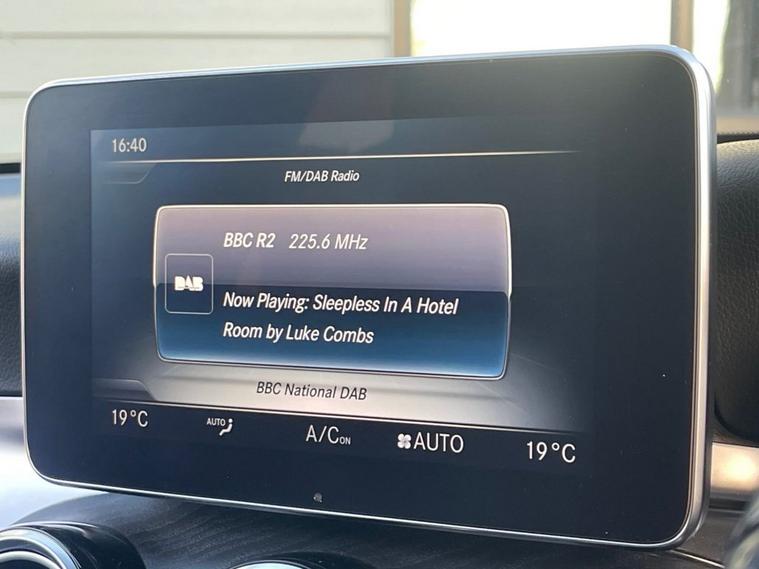 16:40
FM/DAB Radio
BBC R2 225.6 MHz
DAB
Now Playing: Sleepless In A Hotel
Room by Luke Combs
BBC National DAB
19°C AUTO A/C ON AUTO 19°C